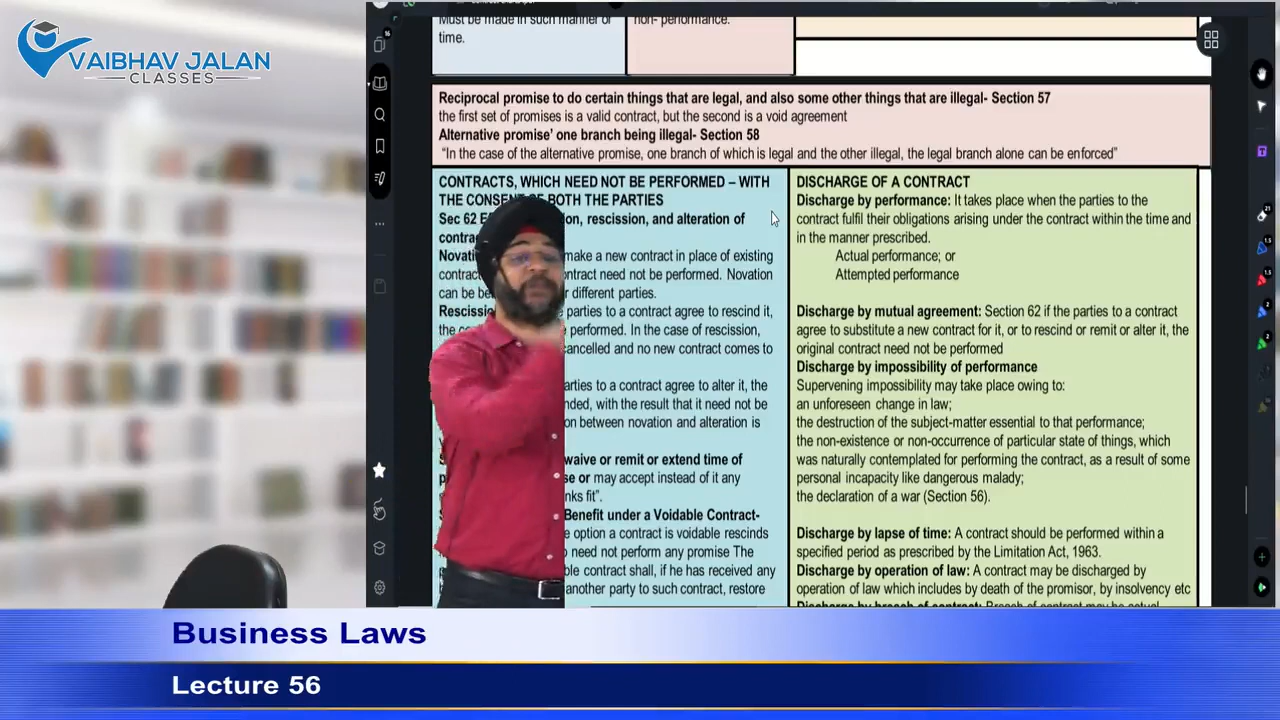 VAIBHAV JALAN
CLASSES
Must be made in such manner or
time.
non- performance.
Reciprocal promise to do certain things that are legal, and also some other things that are illegal- Section 57
the first set of promises is a valid contract, but the second is a void agreement
Alternative promise’ one branch being illegal- Section 58
“In the case of the alternative promise, one branch of which is legal and the other illegal, the legal branch alone can be enforced”
CONTRACTS, WHICH NEED NOT BE PERFORMED – WITH
THE CONSENT OF BOTH THE PARTIES
Sec 62 rescission, and alteration of
make a new contract in place of existing
need not be performed. Novation
can be different parties.
parties to a contract agree to rescind it,
the performed. In the case of rescission,
cancelled and no new contract comes to
parties to a contract agree to alter it, the
with the result that it need not be
between novation and alteration is
waive or remit or extend time of
or may accept instead of it any
fit”.
Benefit under a Voidable Contract-
option a contract is voidable rescinds
need not perform any promise The
contract shall, if he has received any
another party to such contract, restore
DISCHARGE OF A CONTRACT
Discharge by performance: It takes place when the parties to the
contract fulfil their obligations arising under the contract within the time and
in the manner prescribed.
Actual performance; or
Attempted performance
Discharge by mutual agreement: Section 62 if the parties to a contract
agree to substitute a new contract for it, or to rescind or remit or alter it, the
original contract need not be performed
Discharge by impossibility of performance
Supervening impossibility may take place owing to:
an unforeseen change in law;
the destruction of the subject-matter essential to that performance;
the non-existence or non-occurrence of particular state of things, which
was naturally contemplated for performing the contract, as a result of some
personal incapacity like dangerous malady;
the declaration of a war (Section 56).
Discharge by lapse of time: A contract should be performed within a
specified period as prescribed by the Limitation Act, 1963.
Discharge by operation of law: A contract may be discharged by
operation of law which includes by death of the promisor, by insolvency etc
Discharge by breach of contract: Breach of contract may be actual
Business Laws
Lecture 56